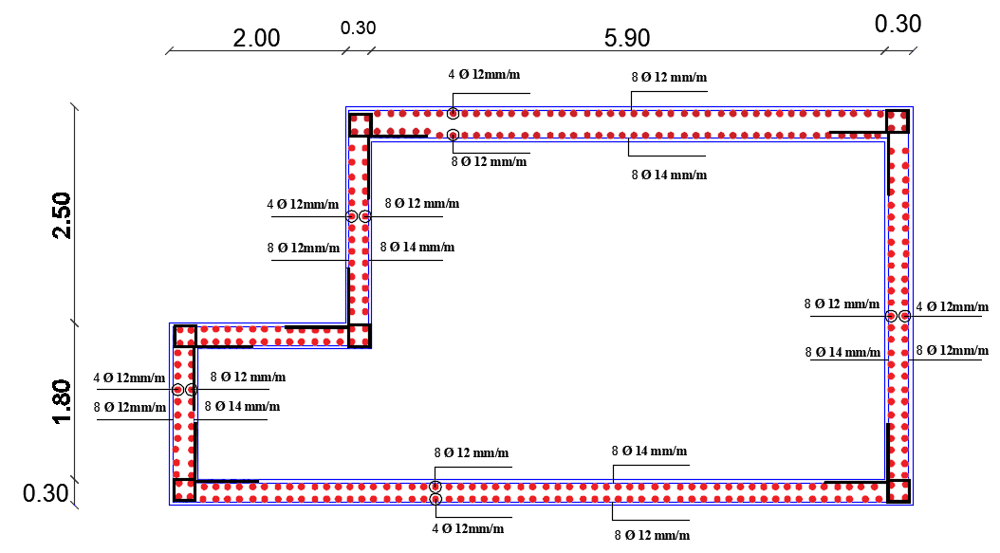 2.00
0.30
5.90
0.30
4 Ø 12mm/m
8 Ø 12 mm/m
8 Ø 12 mm/m
8 Ø 14 mm/m
2.50
4 Ø 12mm/m
8 Ø 12 mm/m
8 Ø 12mm/m
8 Ø 14 mm/m
8 Ø 12 mm/m
4 Ø 12mm/m
8 Ø 14 mm/m
8 Ø 12mm/m
1.80
4 Ø 12mm/m
8 Ø 12 mm/m
8 Ø 12mm/m
8 Ø 14 mm/m
8 Ø 12 mm/m
8 Ø 14 mm/m
0.30
4 Ø 12mm/m
8 Ø 12 mm/m